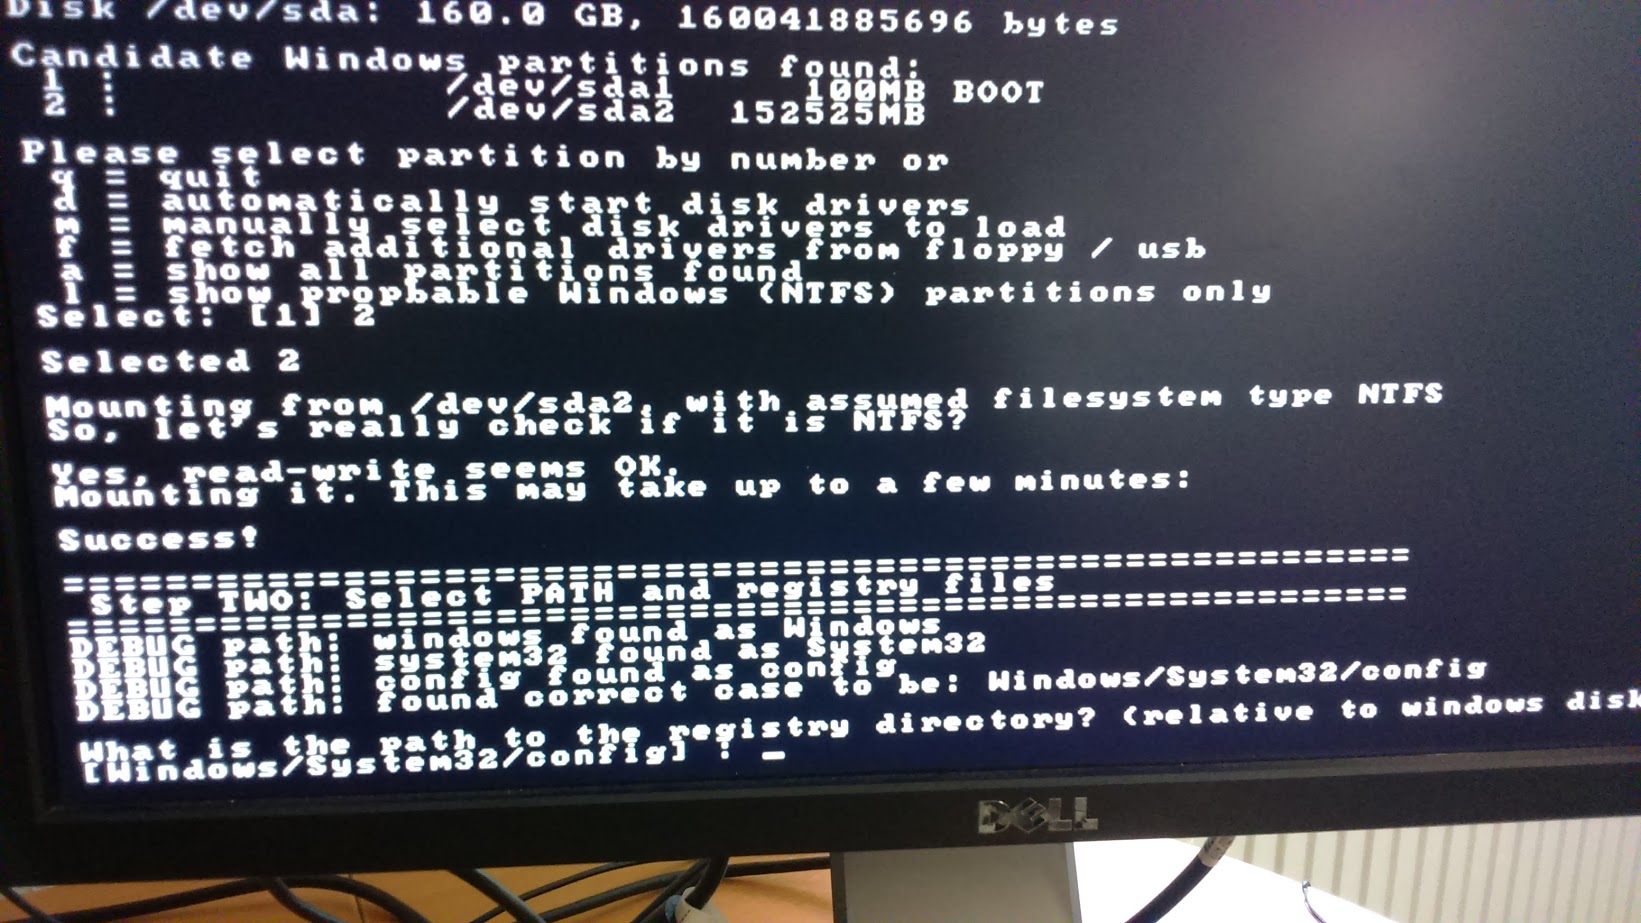 Disk /dev/sda: 160.0 GB, 160041885696 bytes
Candidate Windows partitions found:
1 : /dev/sda1 100MB BOOT
2 : /dev/sda2 152525MB
Please select partition by number or
q = quit
d = automatically start disk drivers
m = manually select disk drivers to load
f = fetch additional drivers from floppy / usb
a = show all partitions found
l = show propbable Windows (NTFS) partitions only
Select: [1] 2
Selected 2
Mounting from /dev/sda2, with assumed filesystem type NTFS
So, let's really check if it is NTFS?
Yes, read-write seems OK.
Mounting it. This may take up to a few minutes:
Success!
=========================================================
Step TWO: Select PATH and registry files
=========================================================
DEBUG path: windows found as Windows
DEBUG path: system32 found as System32
DEBUG path: config found as config
DEBUG path: found correct case to be: Windows/System32/config
What is the path to the registry directory? (relative to windows disk
[Windows/System32/config] : _
DELL